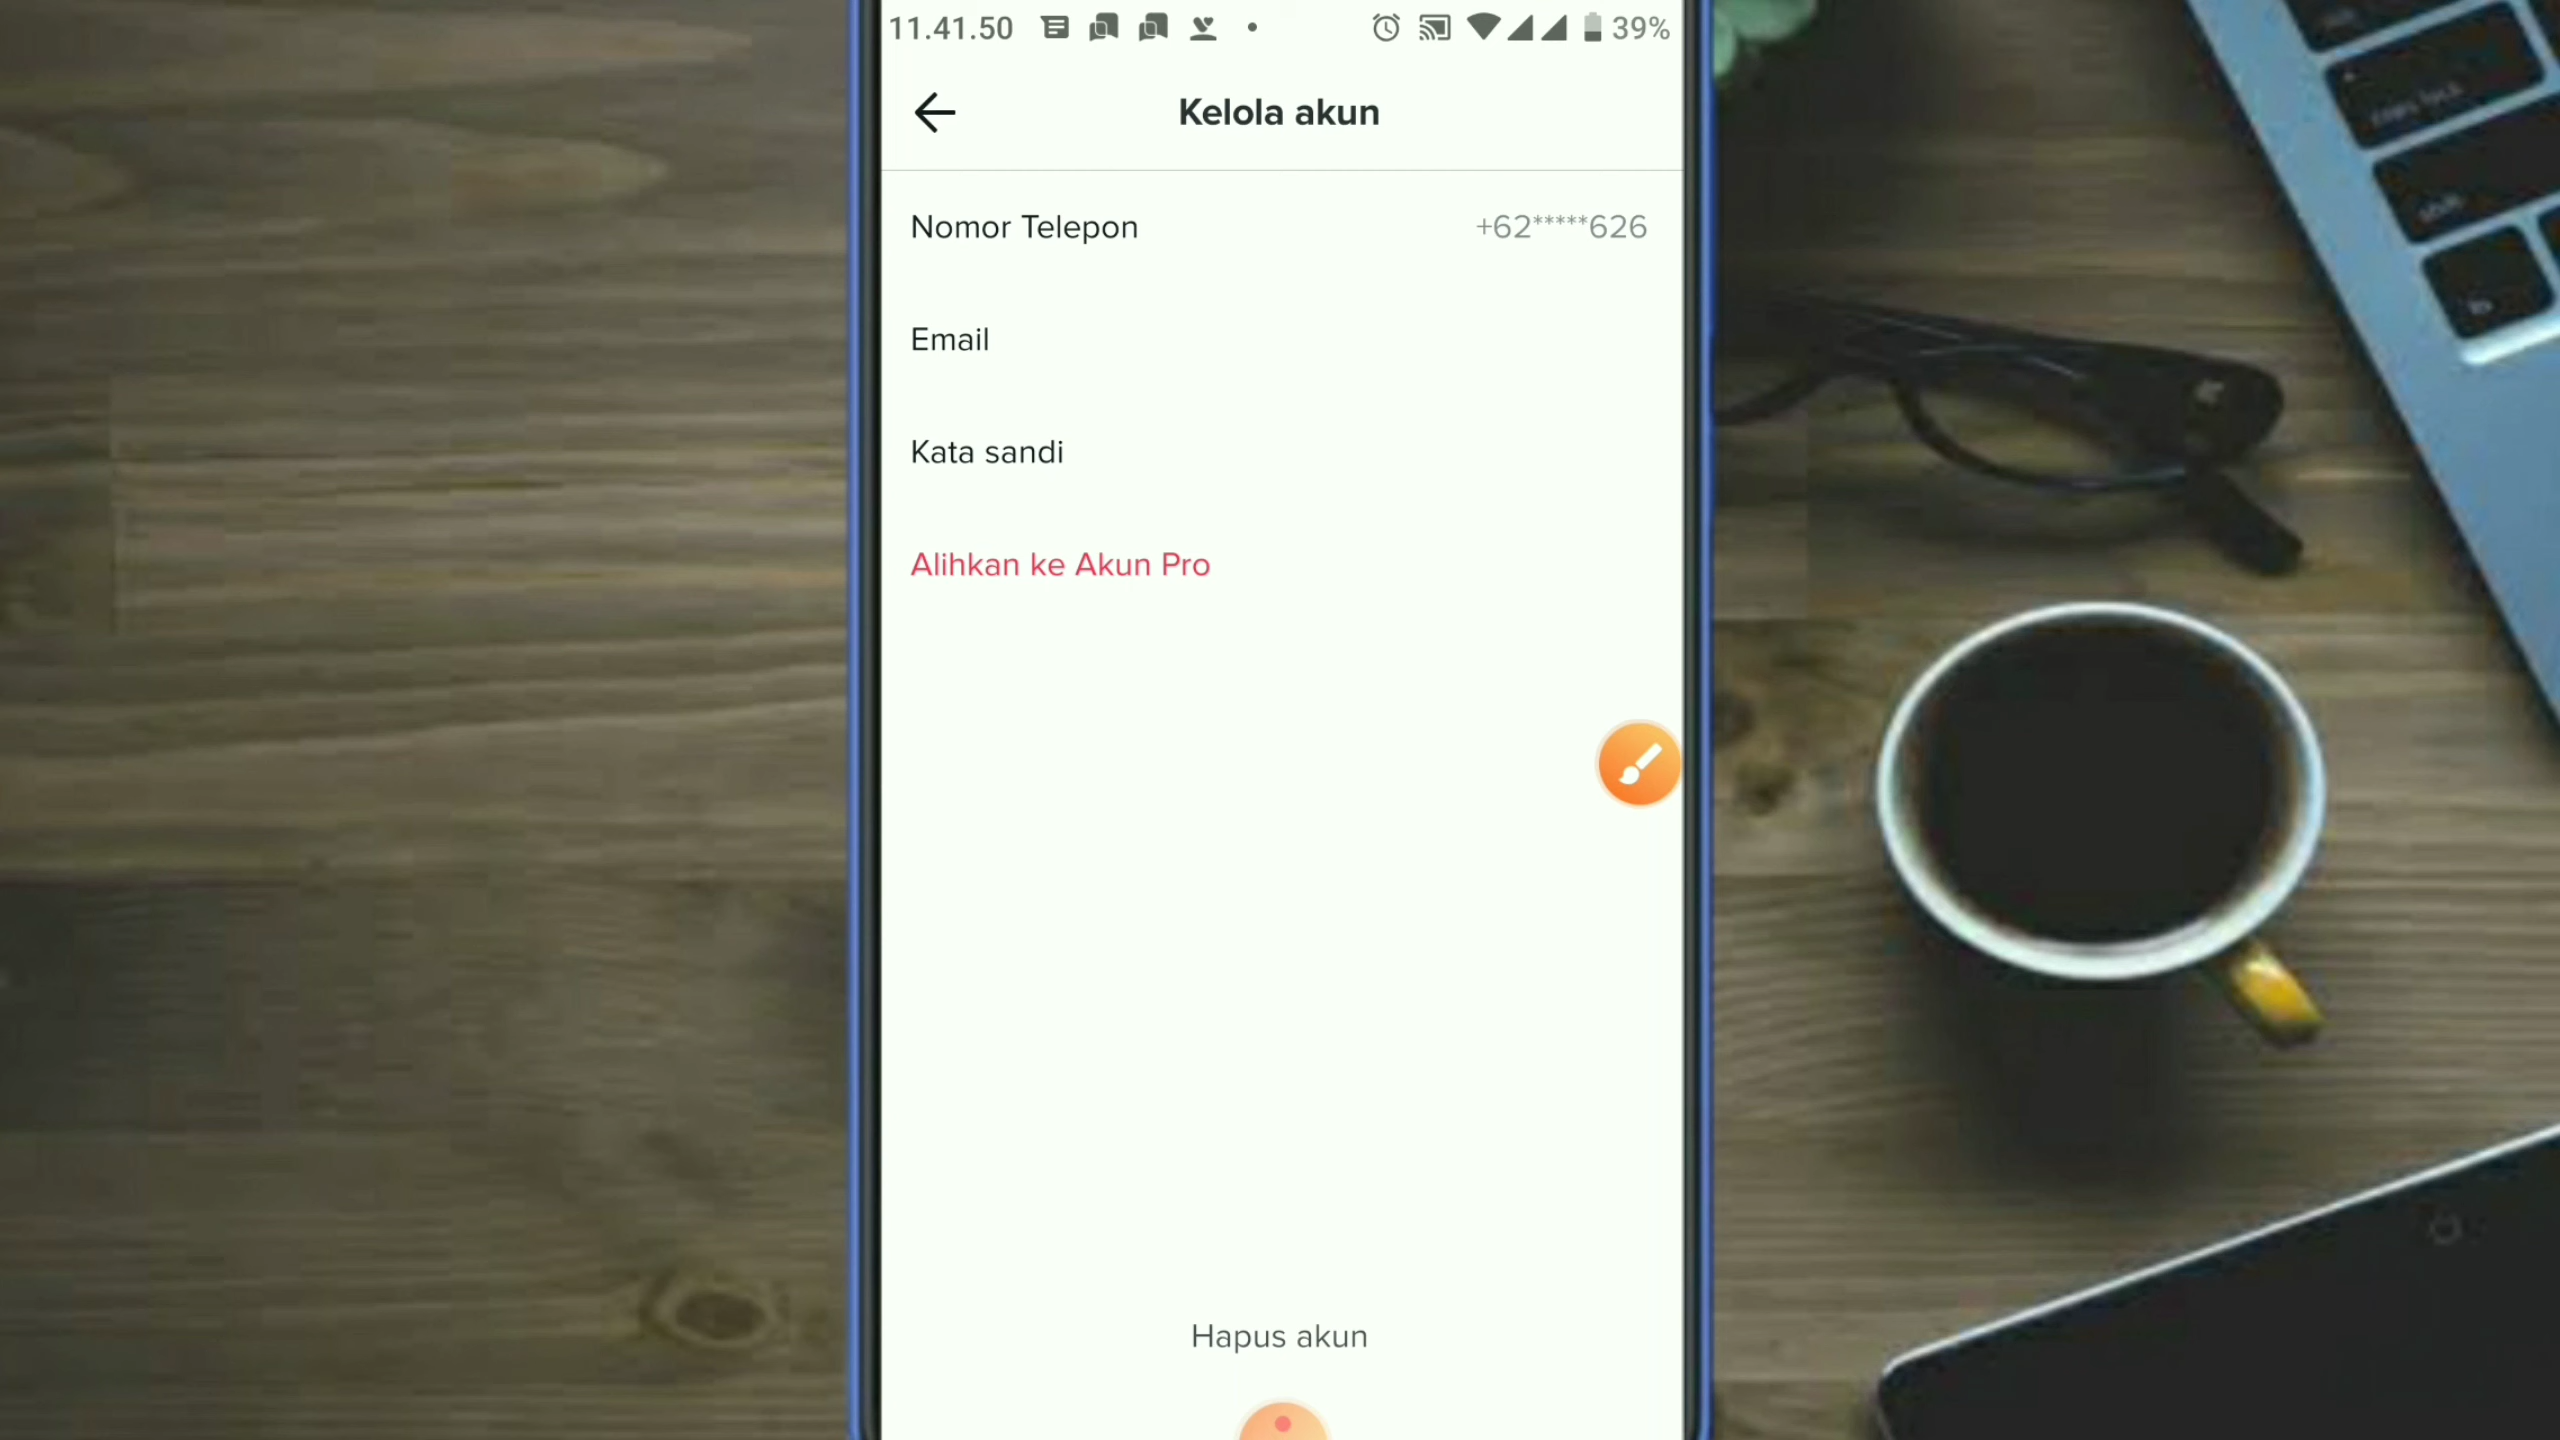 11.41.50 39%
Kelola akun
Nomor Telepon +62*****626
Email
Kata sandi
Alihkan ke Akun Pro
Hapus akun